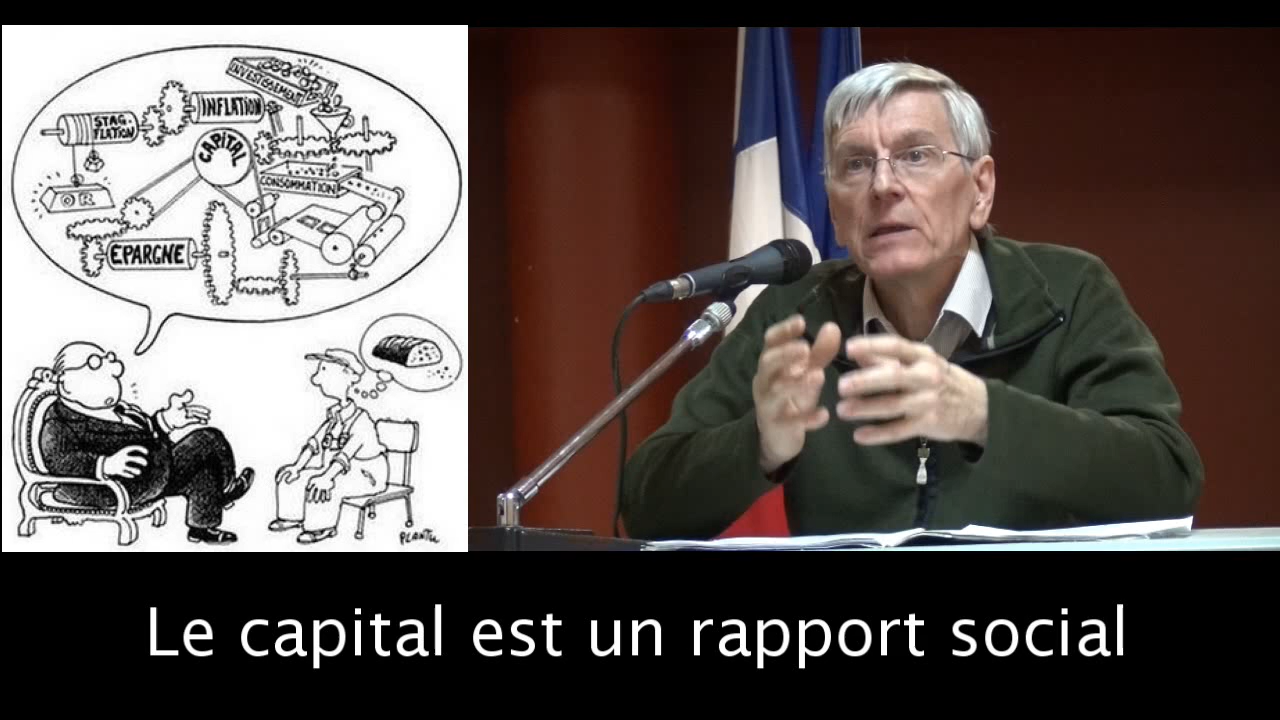 INVESTISSEMENT
INFLATION
STAG-
FLATION
CAPITAL
OR
CONSOMMATION
EPARGNE
PLANTU
Le capital est un rapport social